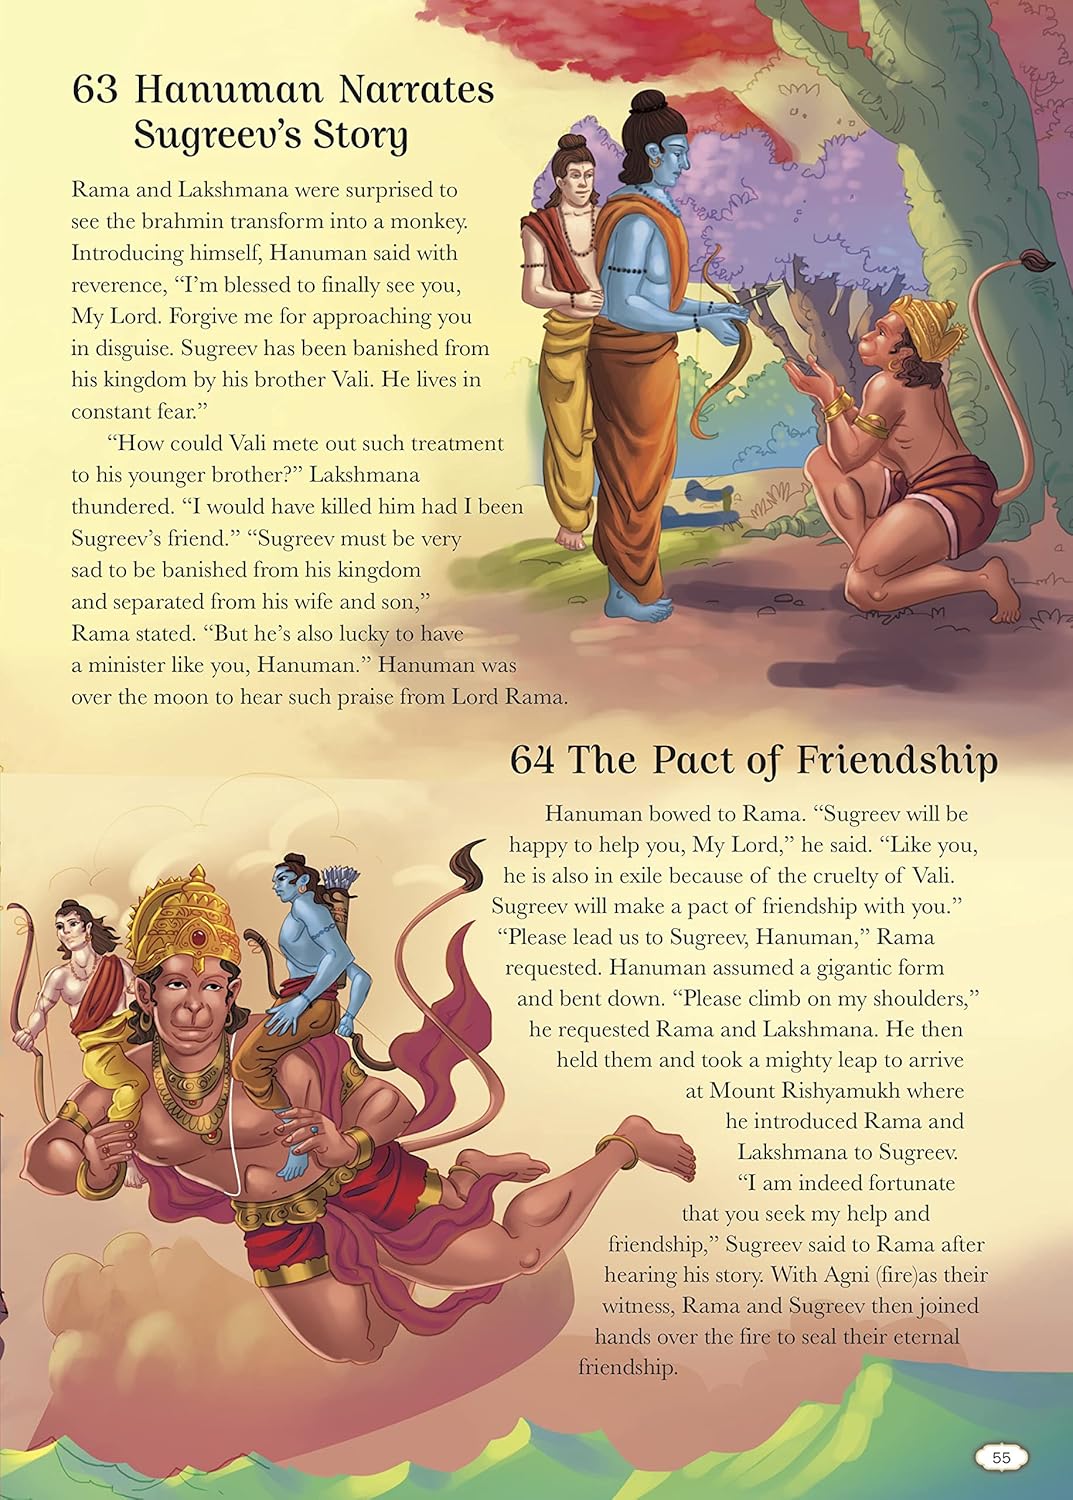 63 Hanuman Narrates
Sugreev’s Story
Rama and Lakshmana were surprised to
see the brahmin transform into a monkey.
Introducing himself, Hanuman said with
reverence, “I’m blessed to finally see you,
My Lord. Forgive me for approaching you
in disguise. Sugreev has been banished from
his kingdom by his brother Vali. He lives in
constant fear.”
“How could Vali mete out such treatment
to his younger brother?” Lakshmana
thundered. “I would have killed him had I been
Sugreev’s friend.” “Sugreev must be very
sad to be banished from his kingdom
and separated from his wife and son,”
Rama stated. “But he’s also lucky to have
a minister like you, Hanuman.” Hanuman was
over the moon to hear such praise from Lord Rama.
64 The Pact of Friendship
Hanuman bowed to Rama. “Sugreev will be
happy to help you, My Lord,” he said. “Like you,
he is also in exile because of the cruelty of Vali.
Sugreev will make a pact of friendship with you.”
“Please lead us to Sugreev, Hanuman,” Rama
requested. Hanuman assumed a gigantic form
and bent down. “Please climb on my shoulders,”
he requested Rama and Lakshmana. He then
held them and took a mighty leap to arrive
at Mount Rishyamukh where
he introduced Rama and
Lakshmana to Sugreev.
“I am indeed fortunate
that you seek my help and
friendship,” Sugreev said to Rama after
hearing his story. With Agni (fire)as their
witness, Rama and Sugreev then joined
hands over the fire to seal their eternal
friendship.
55